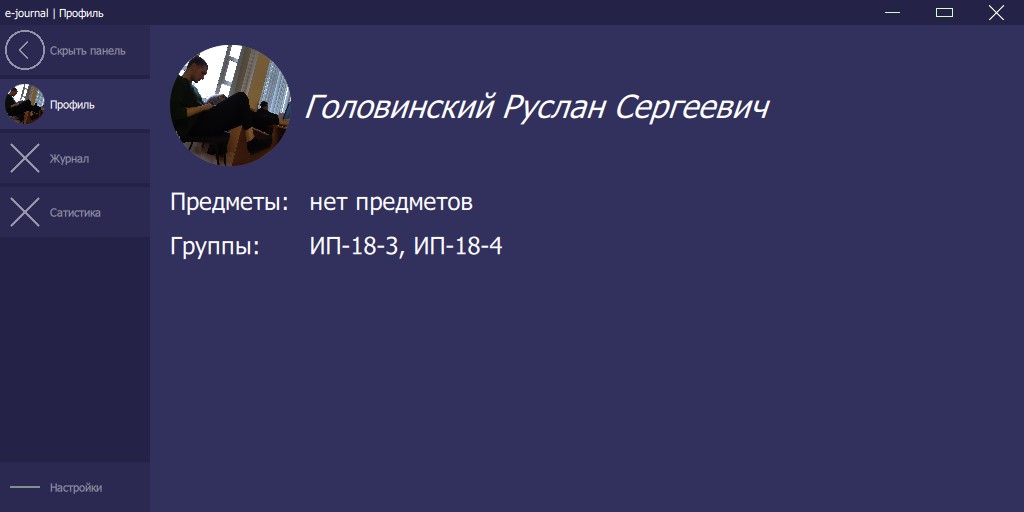 e-journal | Профиль
Скрыть панель
Профиль
Журнал
Сатистика
Настройки
Головинский Руслан Сергеевич
Предметы: нет предметов
Группы: ИП-18-3, ИП-18-4